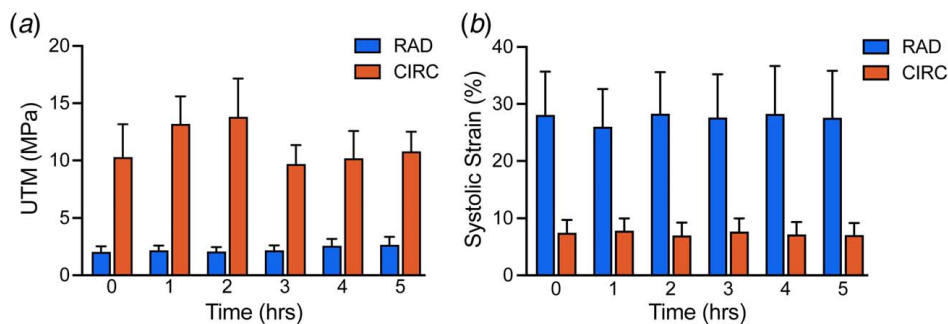 (a)
20
15
10
5
0
UTM (MPa)
RAD
CIRC
0 1 2 3 4 5
Time (hrs)
(b)
40
30
20
10
0
Systolic Strain (%)
RAD
CIRC
0 1 2 3 4 5
Time (hrs)